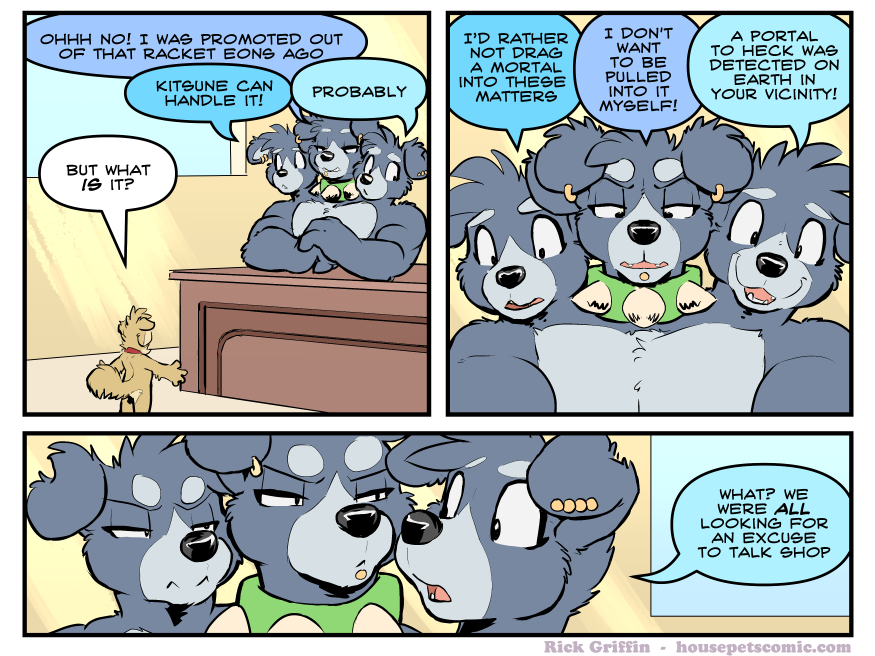 OHHH NO! I WAS PROMOTED OUT
OF THAT RACKET EONS AGO
KITSUNE CAN
HANDLE IT!
PROBABLY
BUT WHAT
IS IT?
I'D RATHER
NOT DRAG
A MORTAL
INTO THESE
MATTERS
I DON'T
WANT
TO BE
PULLED
INTO IT
MYSELF!
A PORTAL
TO HECK WAS
DETECTED ON
EARTH IN
YOUR VICINITY!
WHAT? WE
WERE ALL
LOOKING FOR
AN EXCUSE
TO TALK SHOP
Rick Griffin - housepetscomic.com